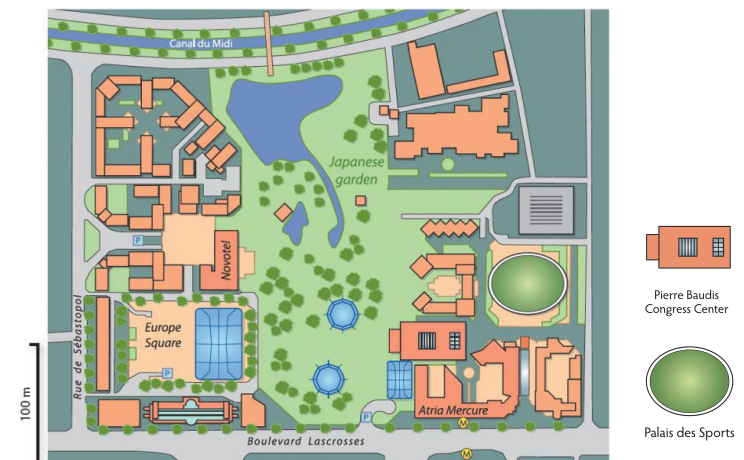 Canal du Midi
Japanese
garden
Novotel
Pierre Baudis
Congress Center
P
Europe
Square
Rue de Sébastopol
P
100 m
Atria Mercure
P
M
Palais des Sports
Boulevard Lascrosses
M